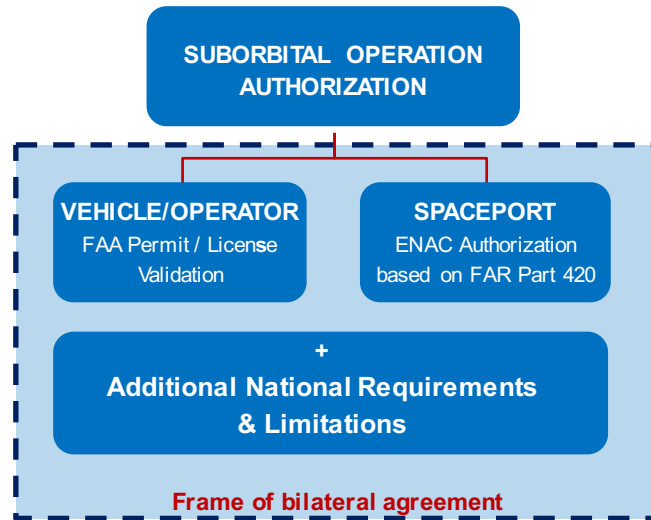 SUBORBITAL OPERATION
AUTHORIZATION
VEHICLE/OPERATOR
FAA Permit / License
Validation
SPACEPORT
ENAC Authorization
based on FAR Part 420
+
Additional National Requirements
& Limitations
Frame of bilateral agreement